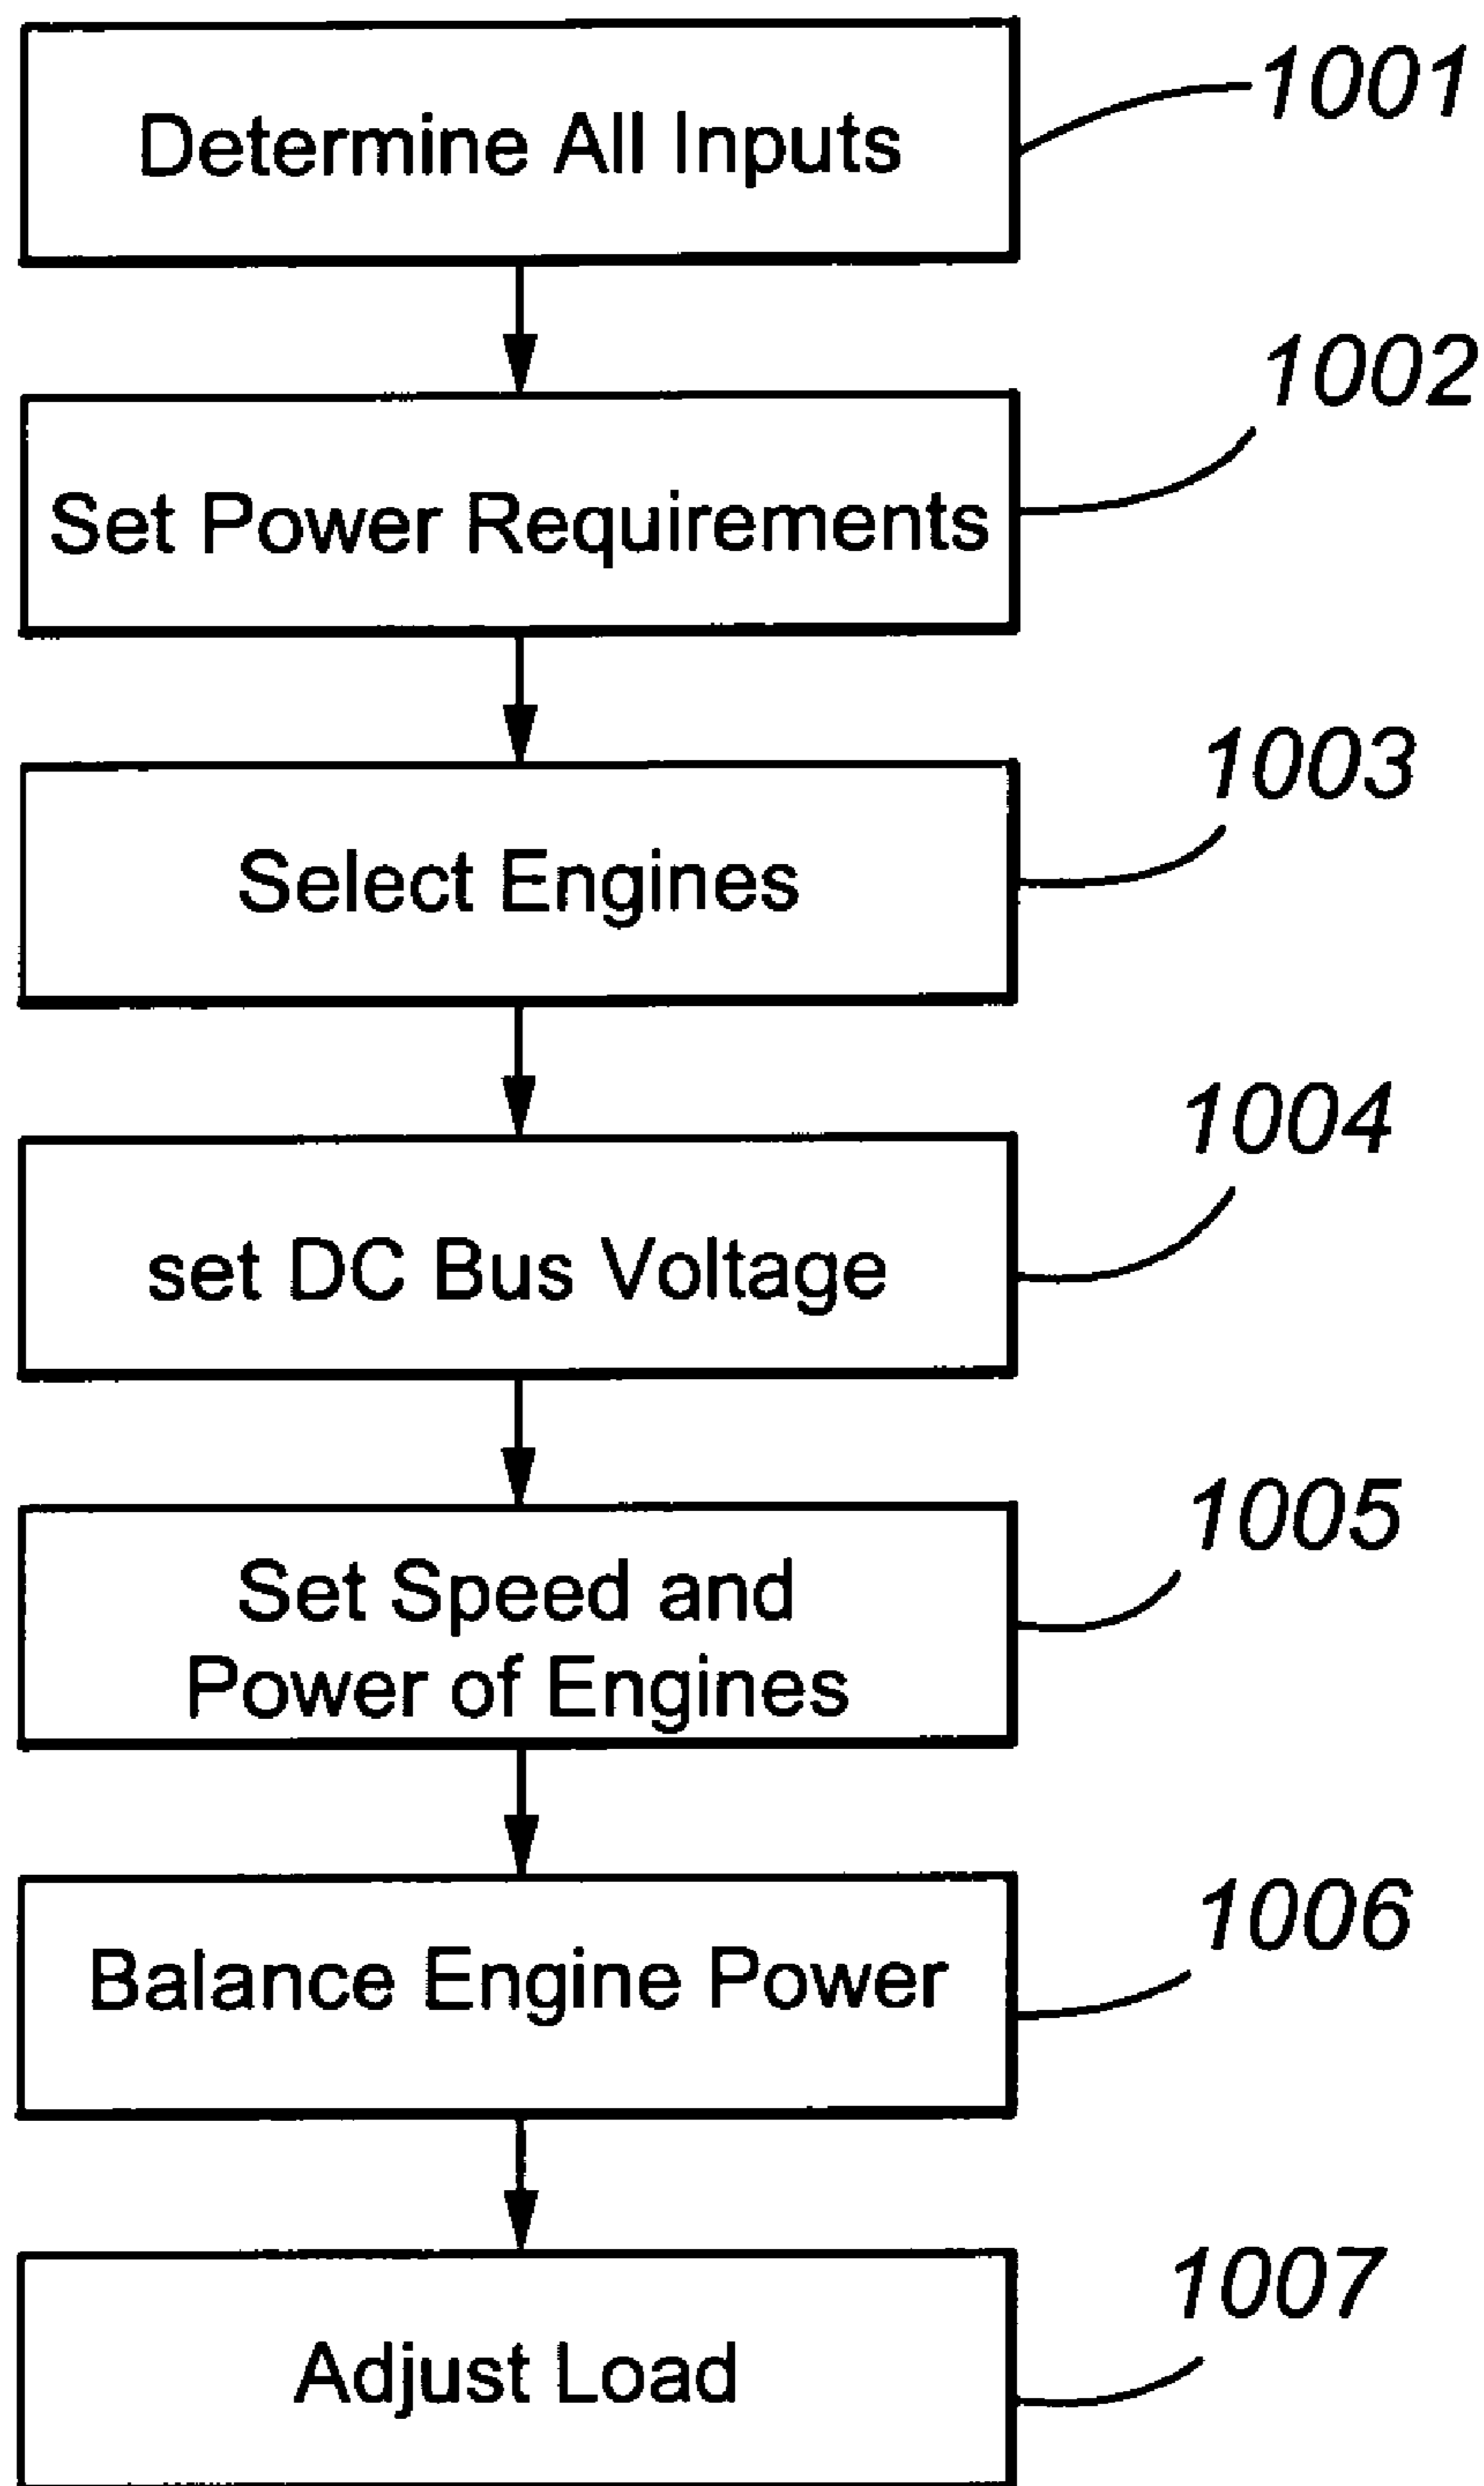 Determine All Inputs
1001
Set Power Requirements
1002
Select Engines
1003
set DC Bus Voltage
1004
Set Speed and
Power of Engines
1005
Balance Engine Power
1006
Adjust Load
1007